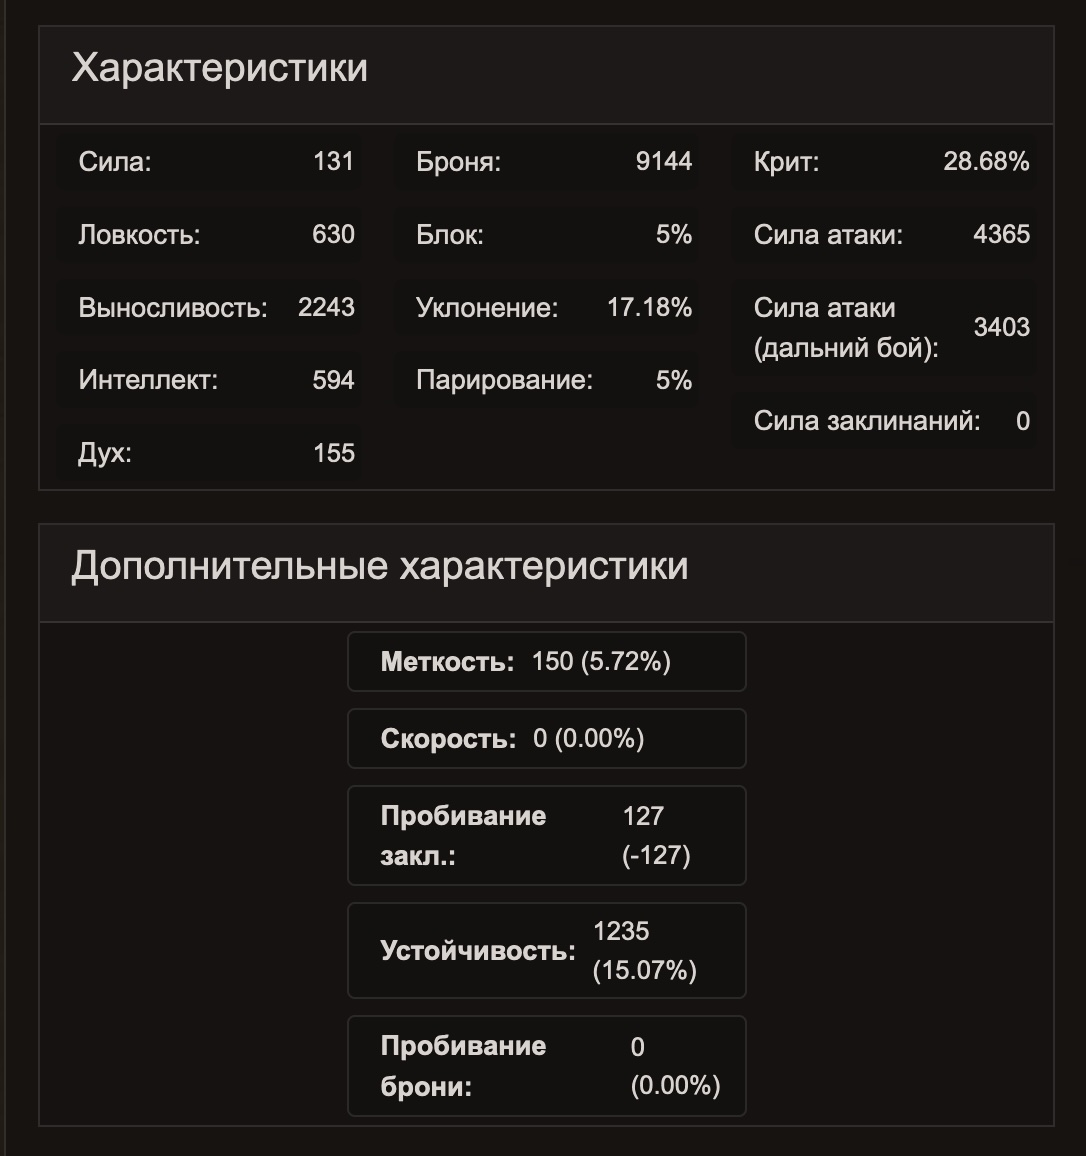 Характеристики
Сила: 131
Ловкость: 630
Выносливость: 2243
Интеллект: 594
Дух: 155
Броня: 9144
Блок: 5%
Уклонение: 17.18%
Парирование: 5%
Крит: 28.68%
Сила атаки: 4365
Сила атаки
(дальний бой): 3403
Сила заклинаний: 0
Дополнительные характеристики
Меткость: 150 (5.72%)
Скорость: 0 (0.00%)
Пробивание 127
закл.: (-127)
Устойчивость: 1235
(15.07%)
Пробивание 0
брони: (0.00%)